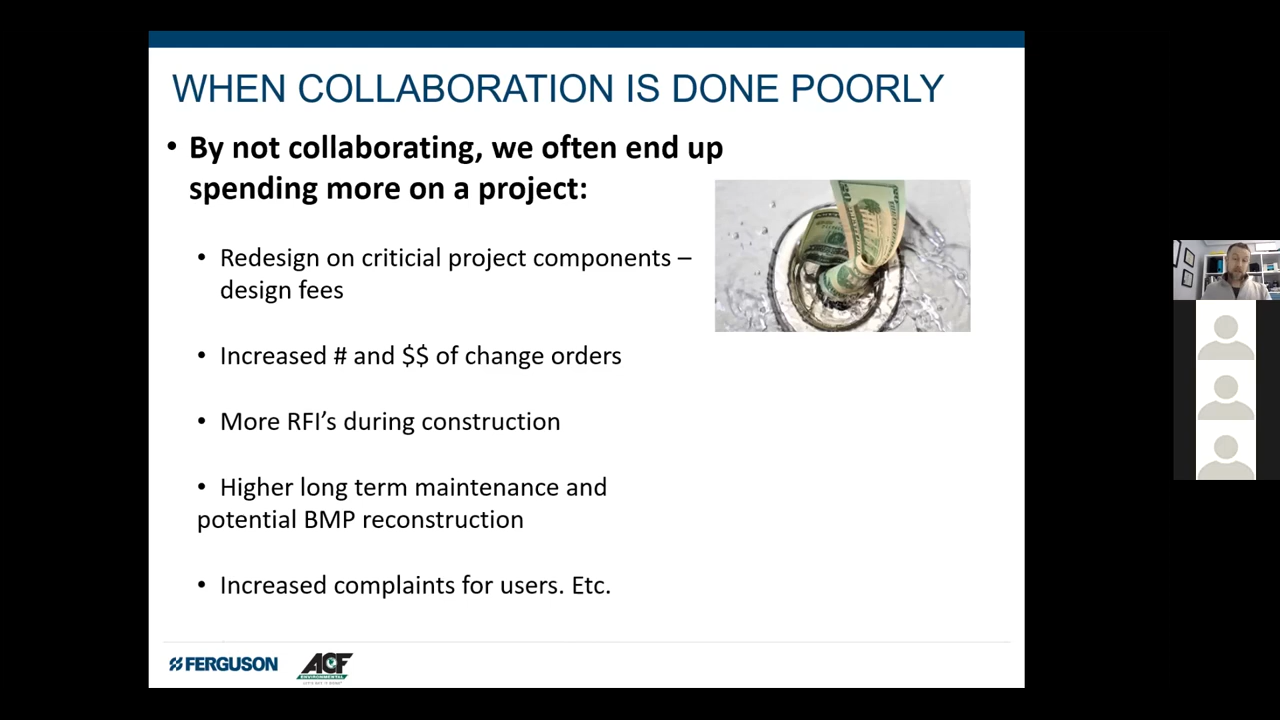 WHEN COLLABORATION IS DONE POORLY
• By not collaborating, we often end up
spending more on a project:
• Redesign on criticial project components –
design fees
• Increased # and $$ of change orders
• More RFI’s during construction
• Higher long term maintenance and
potential BMP reconstruction
• Increased complaints for users. Etc.
FERGUSON
ACF
ENVIRONMENTAL